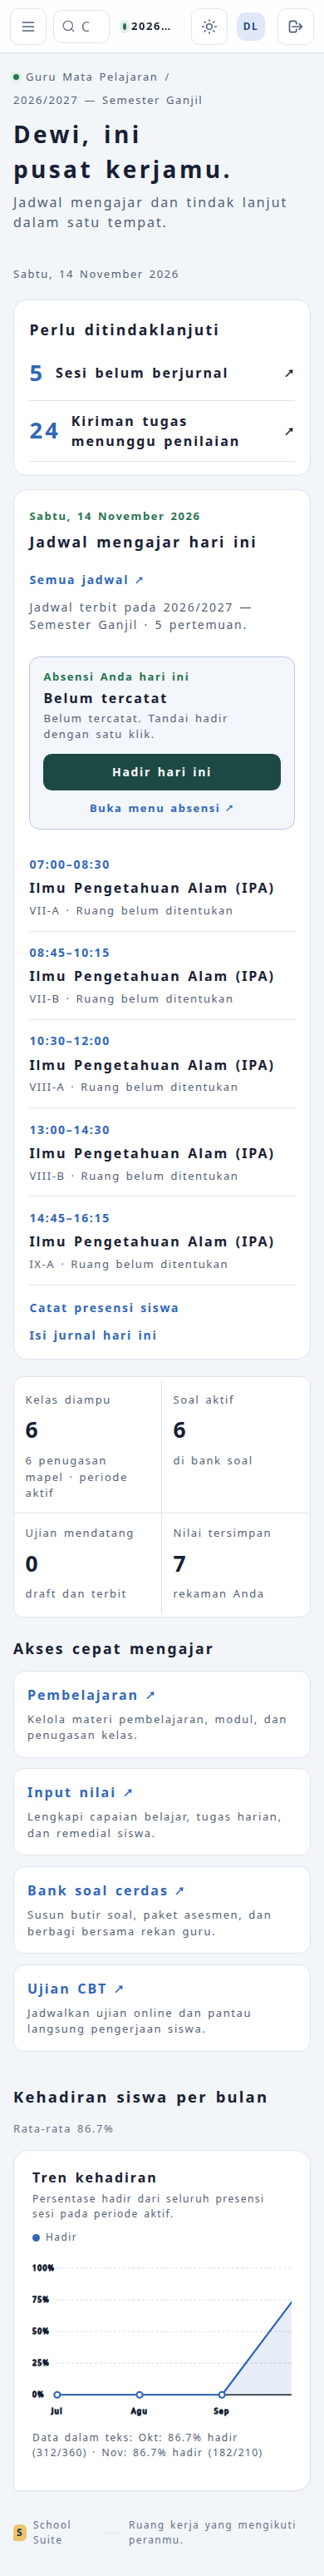 C
2026...
DL
Guru Mata Pelajaran /
2026/2027 — Semester Ganjil
Dewi, ini
pusat kerjamu.
Jadwal mengajar dan tindak lanjut
dalam satu tempat.
Sabtu, 14 November 2026
Perlu ditindaklanjuti
5 Sesi belum berjurnal ↗
24 Kiriman tugas
menunggu penilaian ↗
Sabtu, 14 November 2026
Jadwal mengajar hari ini
Semua jadwal ↗
Jadwal terbit pada 2026/2027 —
Semester Ganjil · 5 pertemuan.
Absensi Anda hari ini
Belum tercatat
Belum tercatat. Tandai hadir
dengan satu klik.
Hadir hari ini
Buka menu absensi ↗
07:00–08:30
Ilmu Pengetahuan Alam (IPA)
VII-A · Ruang belum ditentukan
08:45–10:15
Ilmu Pengetahuan Alam (IPA)
VII-B · Ruang belum ditentukan
10:30–12:00
Ilmu Pengetahuan Alam (IPA)
VIII-A · Ruang belum ditentukan
13:00–14:30
Ilmu Pengetahuan Alam (IPA)
VIII-B · Ruang belum ditentukan
14:45–16:15
Ilmu Pengetahuan Alam (IPA)
IX-A · Ruang belum ditentukan
Catat presensi siswa
Isi jurnal hari ini
Kelas diampu
6
6 penugasan
mapel · periode
aktif
Soal aktif
6
di bank soal
Ujian mendatang
0
draft dan terbit
Nilai tersimpan
7
rekaman Anda
Akses cepat mengajar
Pembelajaran ↗
Kelola materi pembelajaran, modul, dan
penugasan kelas.
Input nilai ↗
Lengkapi capaian belajar, tugas harian,
dan remedial siswa.
Bank soal cerdas ↗
Susun butir soal, paket asesmen, dan
berbagi bersama rekan guru.
Ujian CBT ↗
Jadwalkan ujian online dan pantau
langsung pengerjaan siswa.
Kehadiran siswa per bulan
Rata-rata 86.7%
Tren kehadiran
Persentase hadir dari seluruh presensi
sesi pada periode aktif.
Hadir
100%
75%
50%
25%
0%
Jul Agu Sep
Data dalam teks: Okt: 86.7% hadir
(312/360) · Nov: 86.7% hadir (182/210)
S
School
Suite
Ruang kerja yang mengikuti
peranmu.